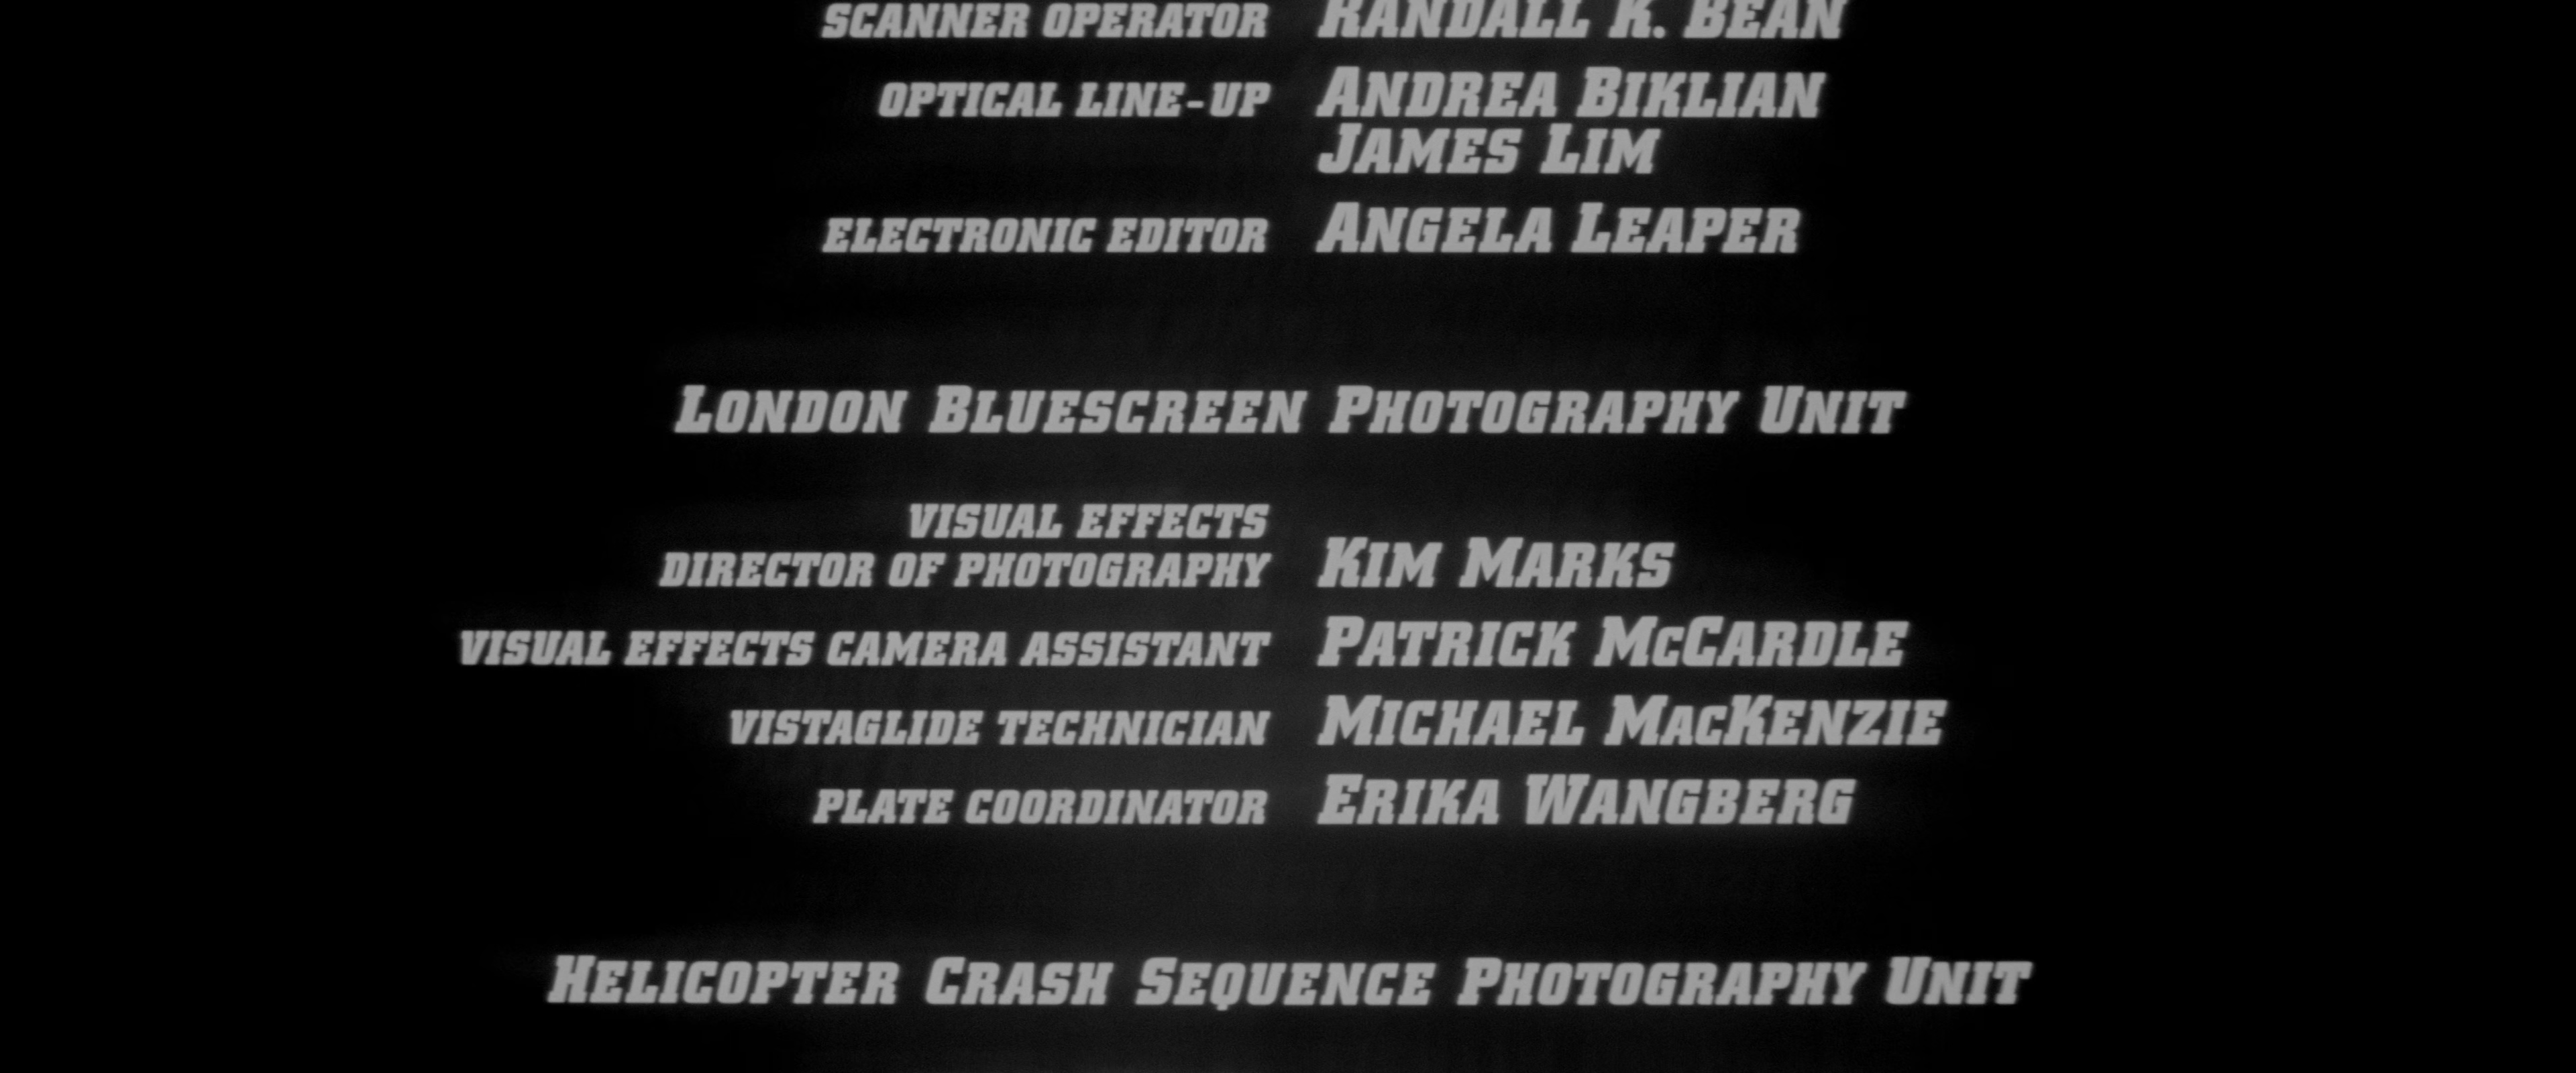 SCANNER OPERATOR RANDALL K. BEAN
OPTICAL LINE-UP ANDREA BIKLIAN
JAMES LIM
ELECTRONIC EDITOR ANGELA LEAPER
LONDON BLUESCREEN PHOTOGRAPHY UNIT
VISUAL EFFECTS
DIRECTOR OF PHOTOGRAPHY KIM MARKS
VISUAL EFFECTS CAMERA ASSISTANT PATRICK MCCARDLE
VISTAGLIDE TECHNICIAN MICHAEL MACKENZIE
PLATE COORDINATOR ERIKA WANGBERG
HELICOPTER CRASH SEQUENCE PHOTOGRAPHY UNIT